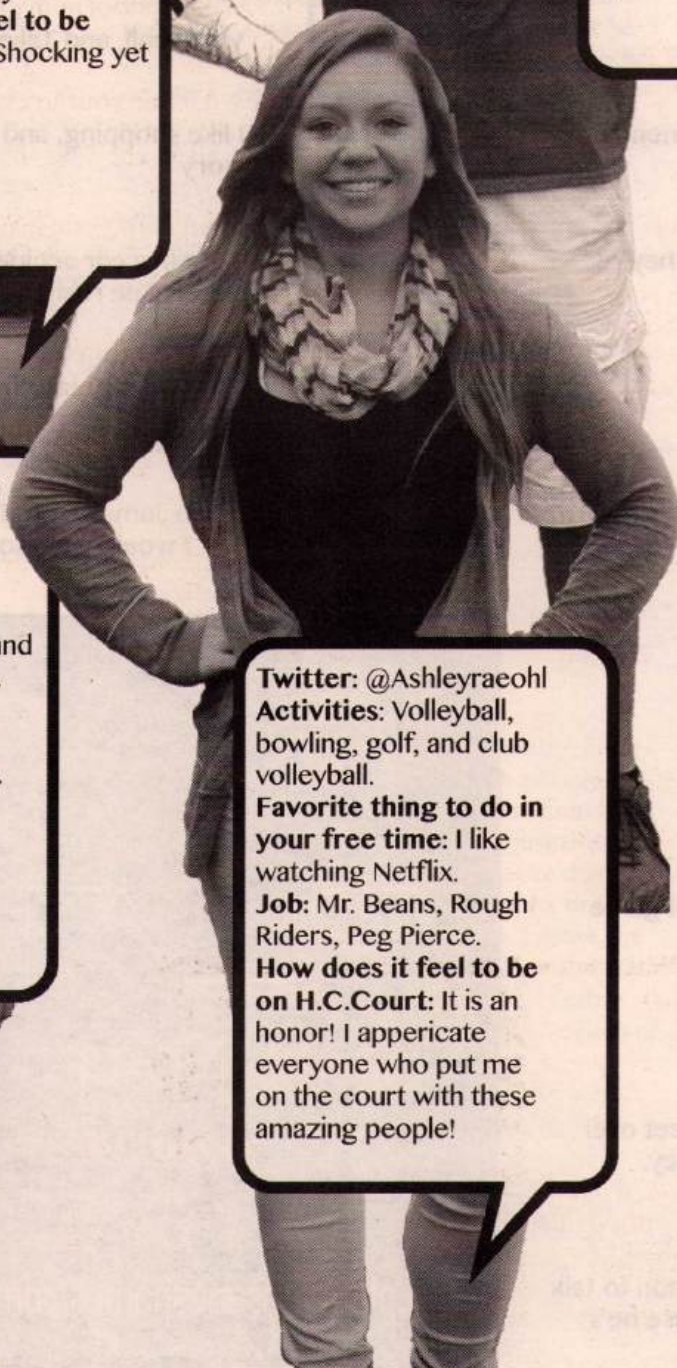 el to be
Shocking yet
and
Twitter: @Ashleyraeohl
Activities: Volleyball,
bowling, golf, and club
volleyball.
Favorite thing to do in
your free time: I like
watching Netflix.
Job: Mr. Beans, Rough
Riders, Peg Pierce.
How does it feel to be
on H.C.Court: It is an
honor! I appericate
everyone who put me
on the court with these
amazing people!